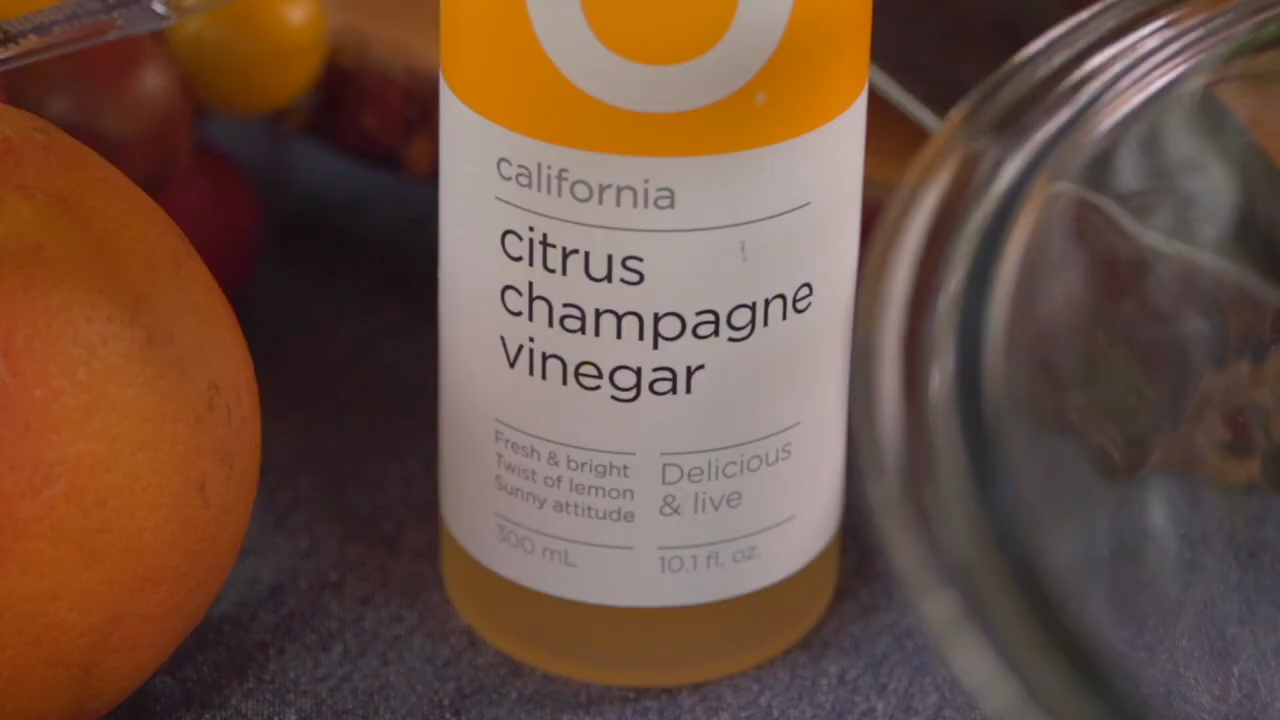 california
citrus
champagne
vinegar
Fresh & bright
Twist of lemon
Sunny attitude
Delicious
& live
300 mL
10.1 fl. oz.